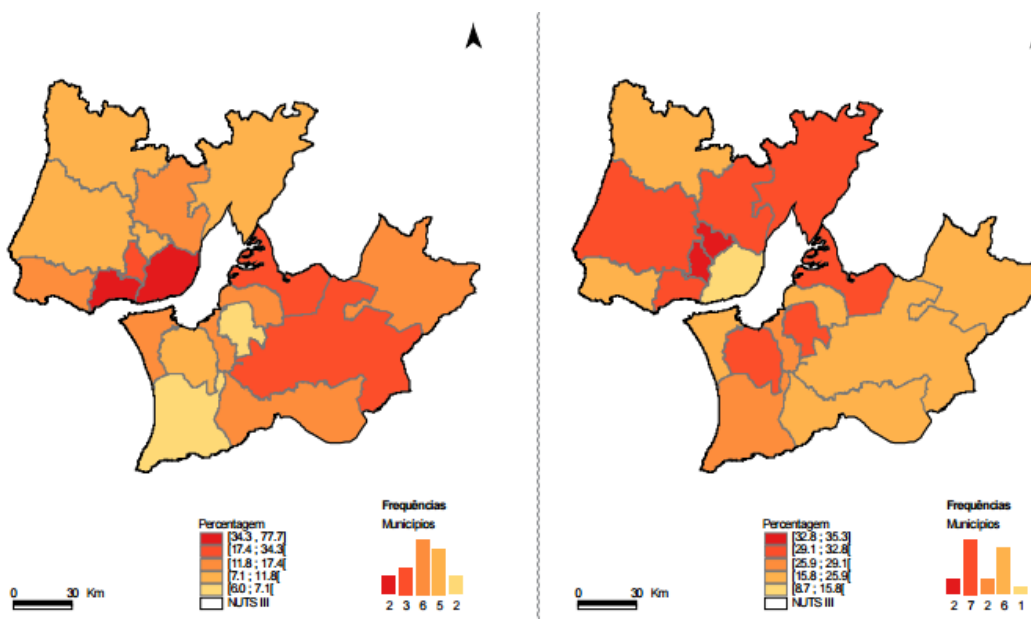 Percentagem
[34.3 , 77.7]
[17.4 ; 34.3[
[11.8 ; 17.4[
[7.1 ; 11.8[
[6.0 ; 7.1[
NUTS III
Frequências
Municípios
2 3 6 5 2
0 30 Km
Percentagem
[32.8 ; 35.3]
[29.1 ; 32.8[
[25.9 ; 29.1[
[15.8 ; 25.9[
[8.7 ; 15.8[
NUTS III
Frequências
Municípios
2 7 2 6 1
0 30 Km